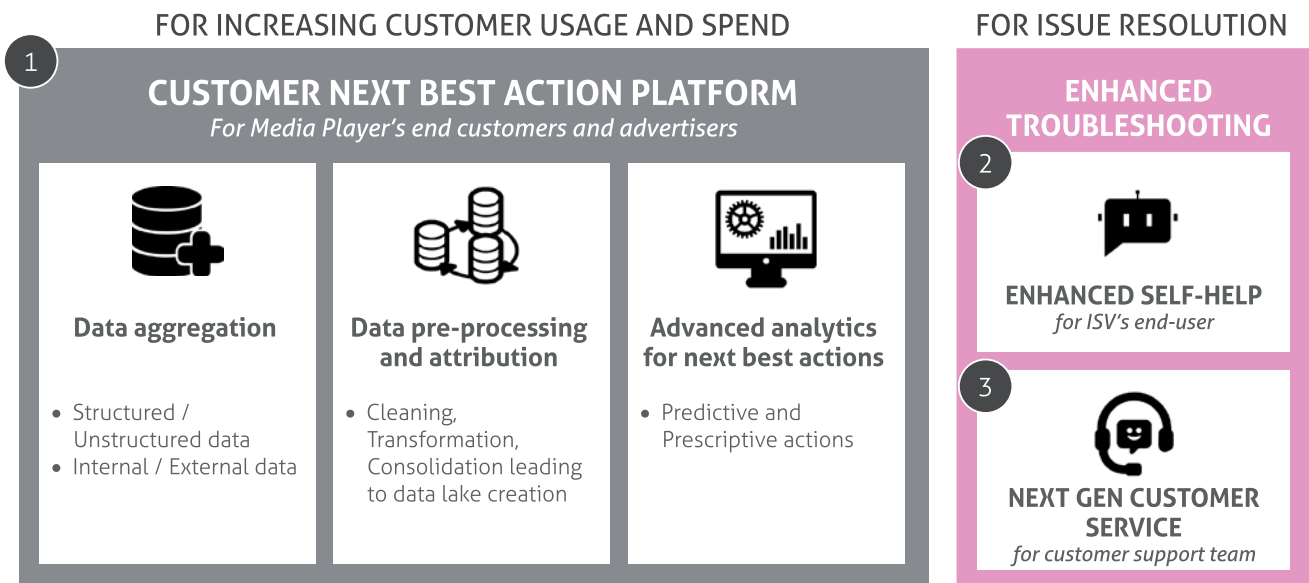 FOR INCREASING CUSTOMER USAGE AND SPEND
1
CUSTOMER NEXT BEST ACTION PLATFORM
For Media Player's end customers and advertisers
Data aggregation
• Structured /
Unstructured data
• Internal / External data
Data pre-processing
and attribution
• Cleaning,
Transformation,
Consolidation leading
to data lake creation
Advanced analytics
for next best actions
• Predictive and
Prescriptive actions
FOR ISSUE RESOLUTION
ENHANCED
TROUBLESHOOTING
2
ENHANCED SELF-HELP
for ISV's end-user
3
NEXT GEN CUSTOMER
SERVICE
for customer support team